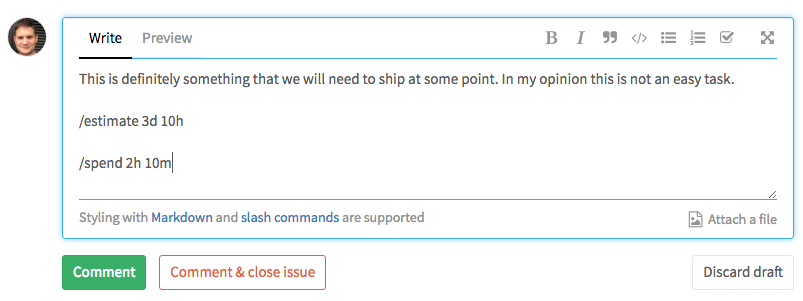 Write Preview B I
This is definitely something that we will need to ship at some point. In my opinion this is not an easy task.
/estimate 3d 10h
/spend 2h 10m
Styling with Markdown and slash commands are supported Attach a file
Comment Comment & close issue Discard draft